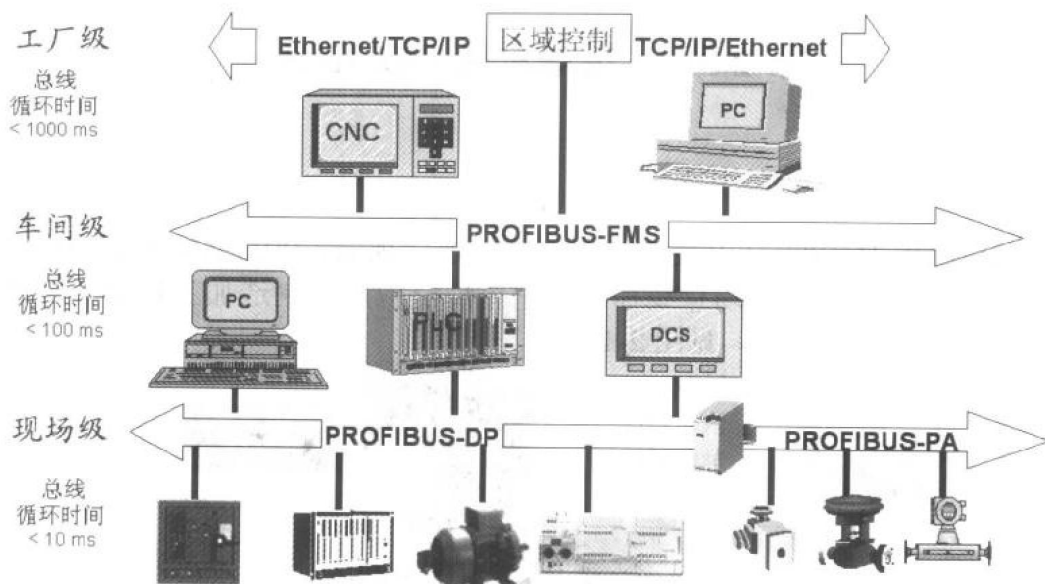 工厂级
Ethernet/TCP/IP
区域控制
TCP/IP/Ethernet
总线
循环时间
< 1000 ms
CNC
PC
车间级
PROFIBUS-FMS
总线
循环时间
< 100 ms
PC
PLC
DCS
现场级
PROFIBUS-DP
PROFIBUS-PA
总线
循环时间
< 10 ms